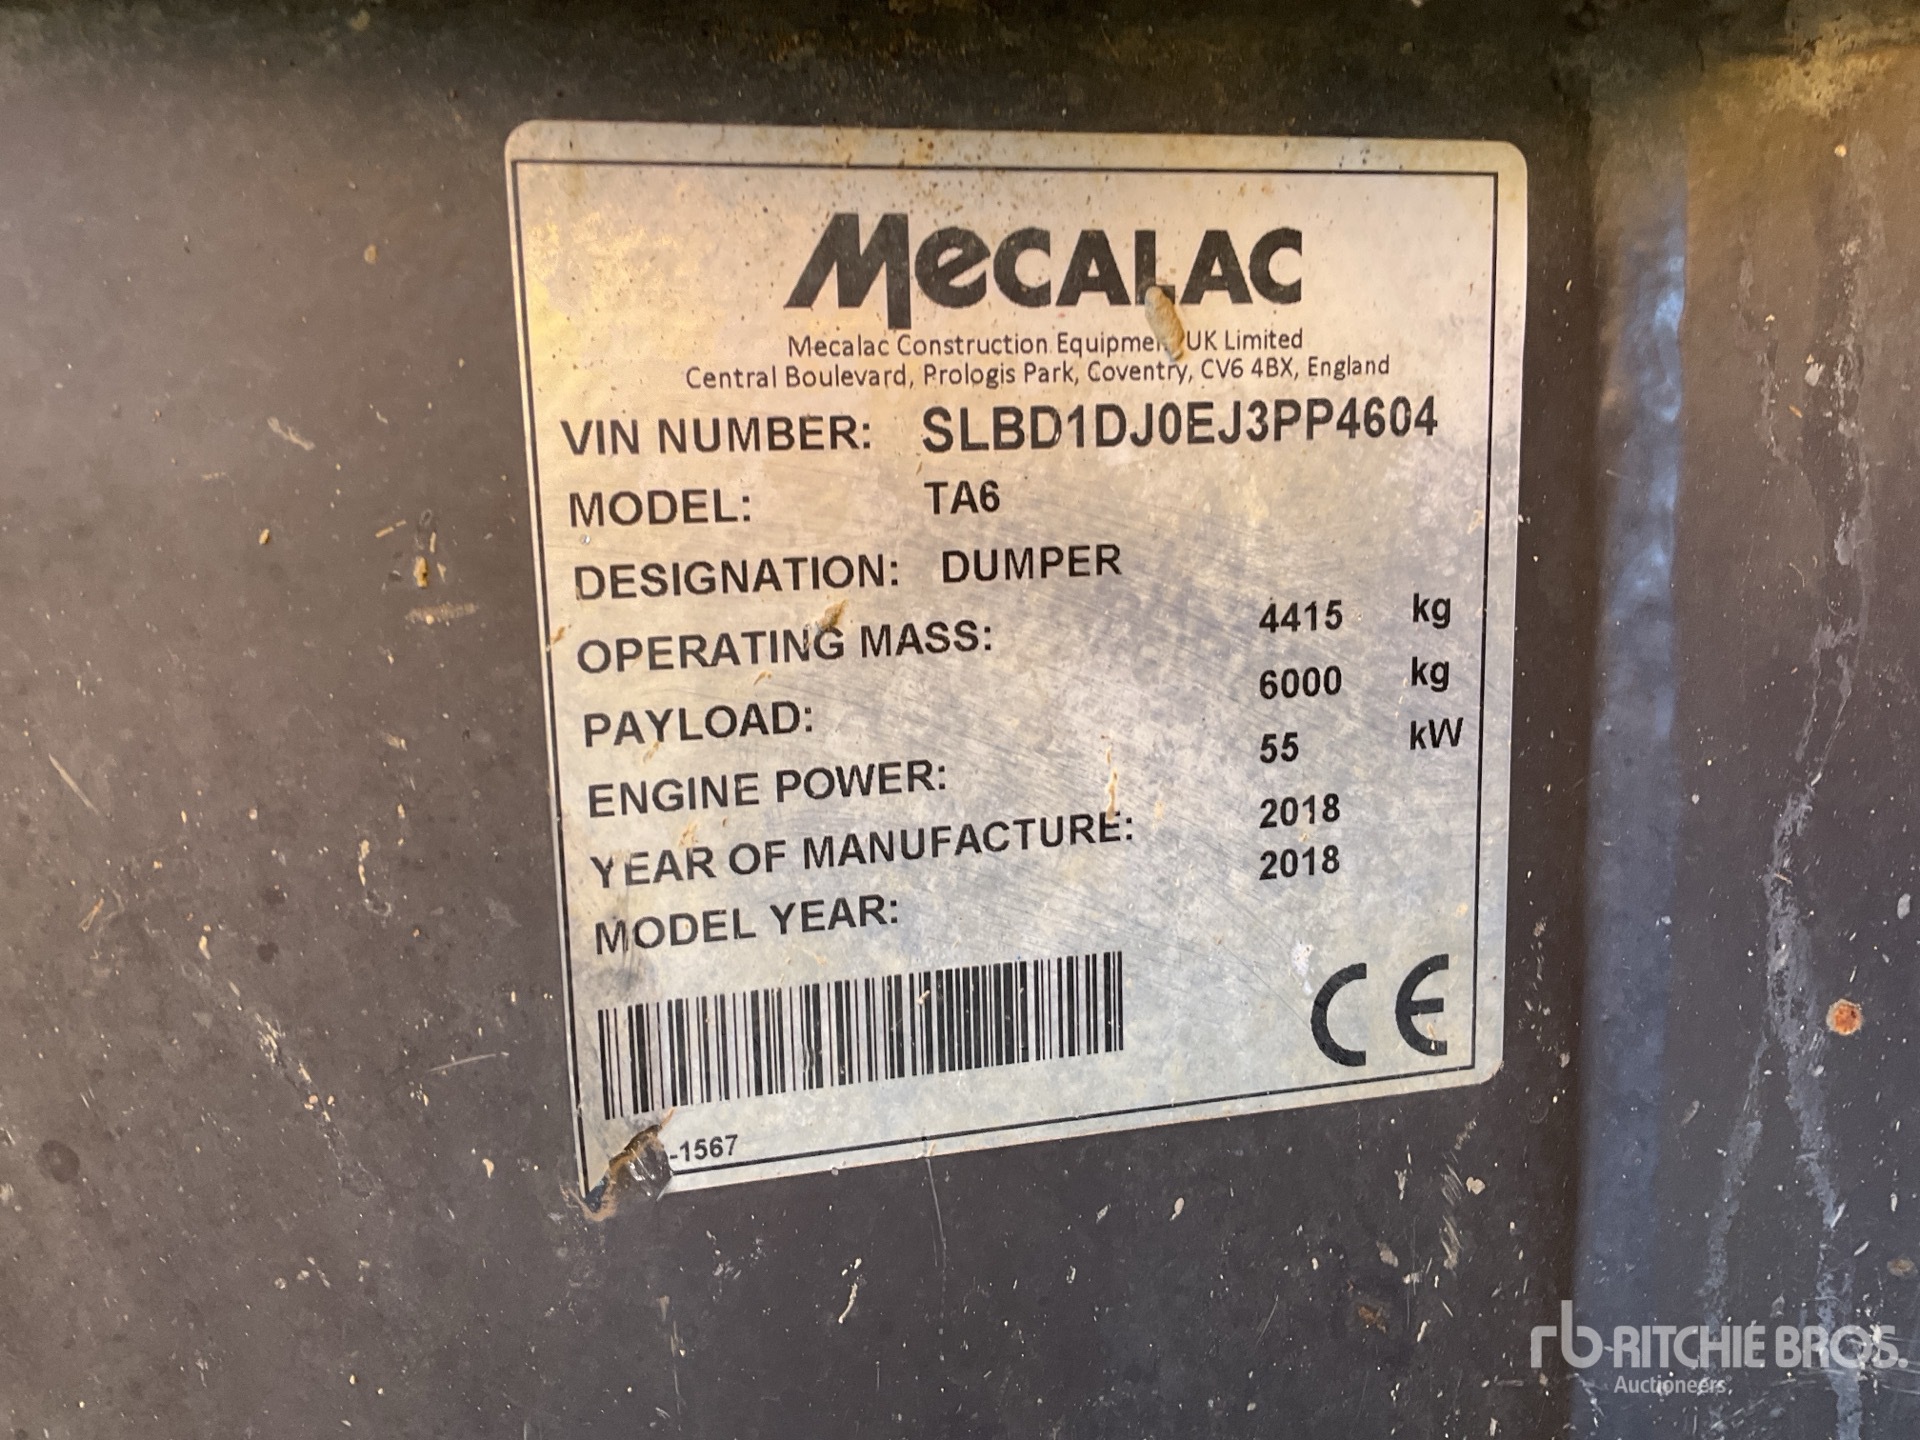 MECALAC
Mecalac Construction Equipment UK Limited
Central Boulevard, Prologis Park, Coventry, CV6 4BX, England
VIN NUMBER: SLBD1DJ0EJ3PP4604
MODEL: TA6
DESIGNATION: DUMPER
OPERATING MASS: 4415 kg
PAYLOAD: 6000 kg
ENGINE POWER: 55 kW
YEAR OF MANUFACTURE: 2018
MODEL YEAR: 2018
CE
-1567
rb RITCHIE BROS.
Auctioneers